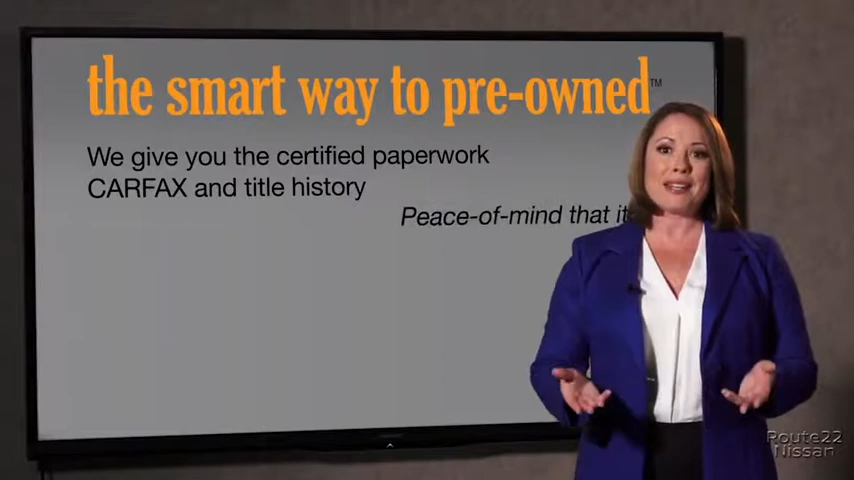 the smart way to pre-owned™
We give you the certified paperwork
CARFAX and title history
Peace-of-mind that it
Route22
Nissan